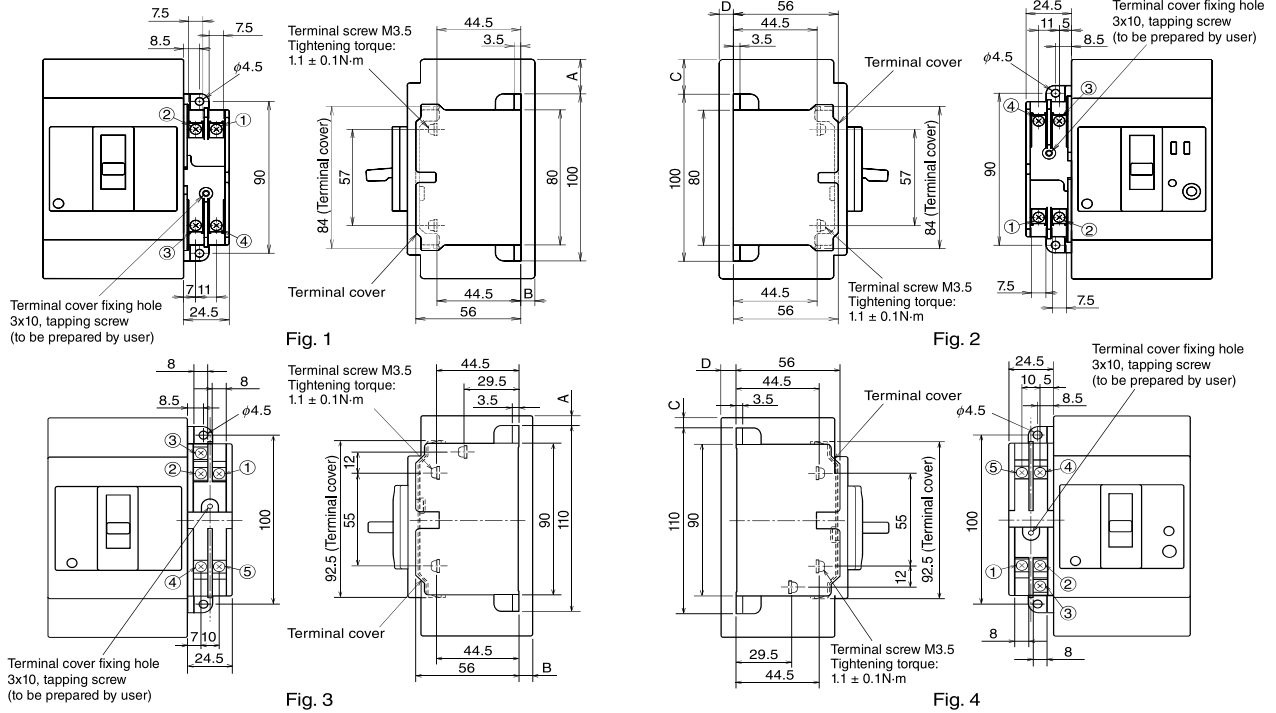 7.5
7.5
8.5
φ4.5
②
①
90
③
④
7 11
24.5
Terminal cover fixing hole
3x10, tapping screw
(to be prepared by user)
Terminal screw M3.5
Tightening torque:
1.1 ± 0.1N·m
44.5
3.5
A
84 (Terminal cover)
57
80
100
Terminal cover
44.5
B
56
Fig. 1
D
56
44.5
3.5
C
Terminal cover
100
80
57
84 (Terminal cover)
44.5
56
Terminal screw M3.5
Tightening torque:
1.1 ± 0.1N·m
24.5
11 5
8.5
φ4.5
Terminal cover fixing hole
3x10, tapping screw
(to be prepared by user)
③
④
90
①
②
7.5
7.5
Fig. 2
8
8
8.5
φ4.5
③
②
①
100
④
⑤
7 10
24.5
Terminal cover fixing hole
3x10, tapping screw
(to be prepared by user)
Terminal screw M3.5
Tightening torque:
1.1 ± 0.1N·m
44.5
29.5
3.5
A
12
55
92.5 (Terminal cover)
90
110
Terminal cover
44.5
56
B
Fig. 3
D
56
44.5
3.5
C
Terminal cover
110
90
55
12
92.5 (Terminal cover)
29.5
44.5
Terminal screw M3.5
Tightening torque:
1.1 ± 0.1N·m
24.5
10 5
8.5
φ4.5
Terminal cover fixing hole
3x10, tapping screw
(to be prepared by user)
⑤
④
100
①
②
③
8
8
Fig. 4